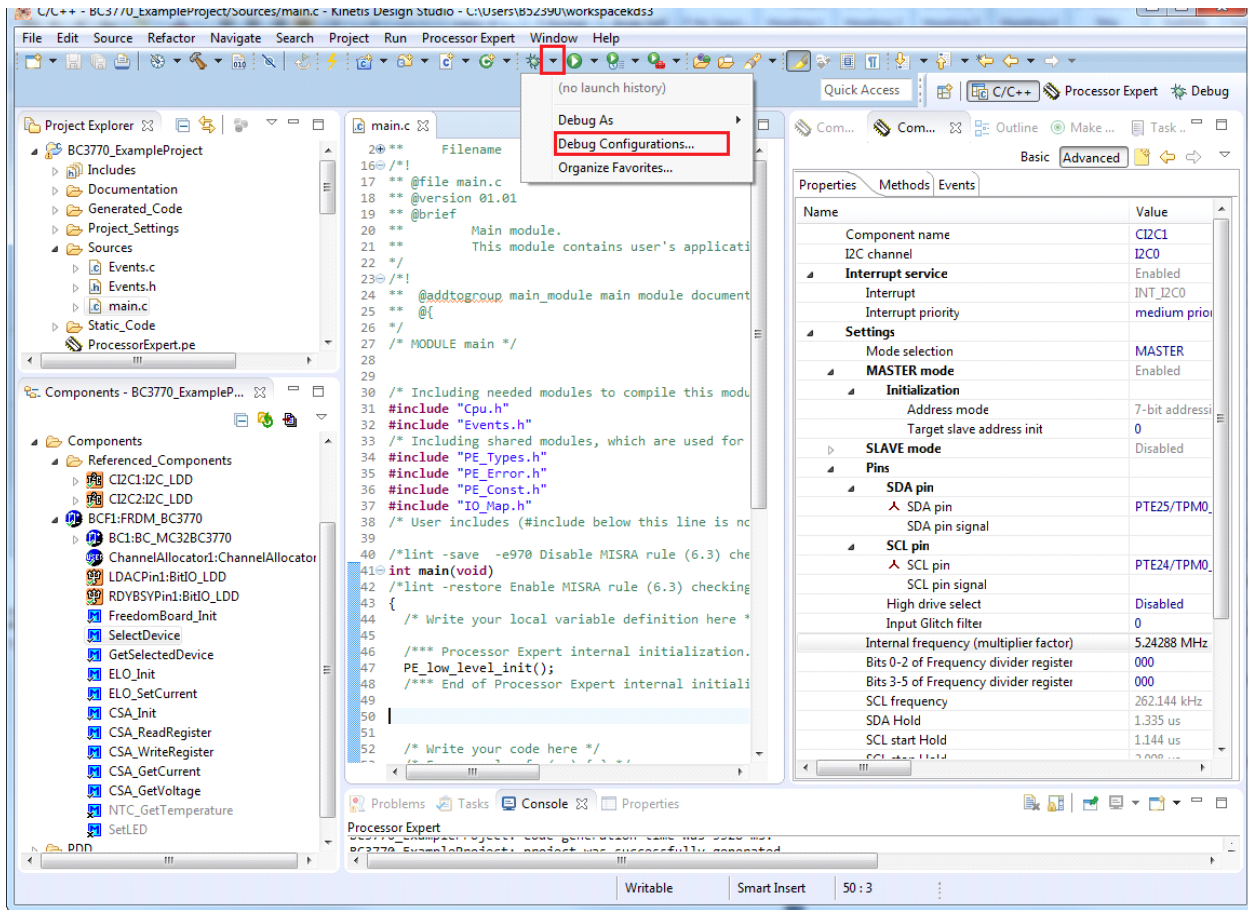 C/C++ - BC3770_ExampleProject/Sources/main.c - Kinetis Design Studio - C:\Users\B52390\workspacekds3
File Edit Source Refactor Navigate Search Project Run Processor Expert Window Help
(no launch history)
Debug As
Debug Configurations...
Organize Favorites...
Quick Access
C/C++
Processor Expert
Debug
Project Explorer
BC3770_ExampleProject
Includes
Documentation
Generated_Code
Project_Settings
Sources
Events.c
Events.h
main.c
Static_Code
ProcessorExpert.pe
Components - BC3770_ExampleP...
Components
Referenced_Components
CI2C1:I2C_LDD
CI2C2:I2C_LDD
BCF1:FRDM_BC3770
BC1:BC_MC32BC3770
ChannelAllocator1:ChannelAllocator
LDACPin1:BitIO_LDD
RDYBSYPin1:BitIO_LDD
FreedomBoard_Init
SelectDevice
GetSelectedDevice
ELO_Init
ELO_SetCurrent
CSA_Init
CSA_ReadRegister
CSA_WriteRegister
CSA_GetCurrent
CSA_GetVoltage
NTC_GetTemperature
SetLED
PDD
main.c
2 ** Filename
16 /*!
17 ** @file main.c
18 ** @version 01.01
19 ** @brief
20 ** Main module.
21 ** This module contains user's applicati
22 */
23 /*!
24 ** @addtogroup main_module main module document
25 ** @{
26 */
27 /* MODULE main */
28
29
30 /* Including needed modules to compile this modu
31 #include "Cpu.h"
32 #include "Events.h"
33 /* Including shared modules, which are used for
34 #include "PE_Types.h"
35 #include "PE_Error.h"
36 #include "PE_Const.h"
37 #include "IO_Map.h"
38 /* User includes (#include below this line is no
39
40 /*lint -save -e970 Disable MISRA rule (6.3) che
41 int main(void)
42 /*lint -restore Enable MISRA rule (6.3) checking
43 {
44 /* Write your local variable definition here *
45
46 /*** Processor Expert internal initialization.
47 PE_low_level_init();
48 /*** End of Processor Expert internal initiali
49
50
51
52 /* Write your code here */
Com...
Com...
Outline
Make ...
Task ..
Basic Advanced
Properties Methods Events
Name Value
Component name CI2C1
I2C channel I2C0
Interrupt service Enabled
Interrupt INT_I2C0
Interrupt priority medium prior
Settings
Mode selection MASTER
MASTER mode Enabled
Initialization
Address mode 7-bit addressi
Target slave address init 0
SLAVE mode Disabled
Pins
SDA pin
SDA pin PTE25/TPM0_
SDA pin signal
SCL pin
SCL pin PTE24/TPM0_
SCL pin signal
High drive select Disabled
Input Glitch filter 0
Internal frequency (multiplier factor) 5.24288 MHz
Bits 0-2 of Frequency divider register 000
Bits 3-5 of Frequency divider register 000
SCL frequency 262.144 kHz
SDA Hold 1.335 us
SCL start Hold 1.144 us
Problems Tasks Console Properties
Processor Expert
BC3770_ExampleProject: project was successfully generated
Writable Smart Insert 50 : 3